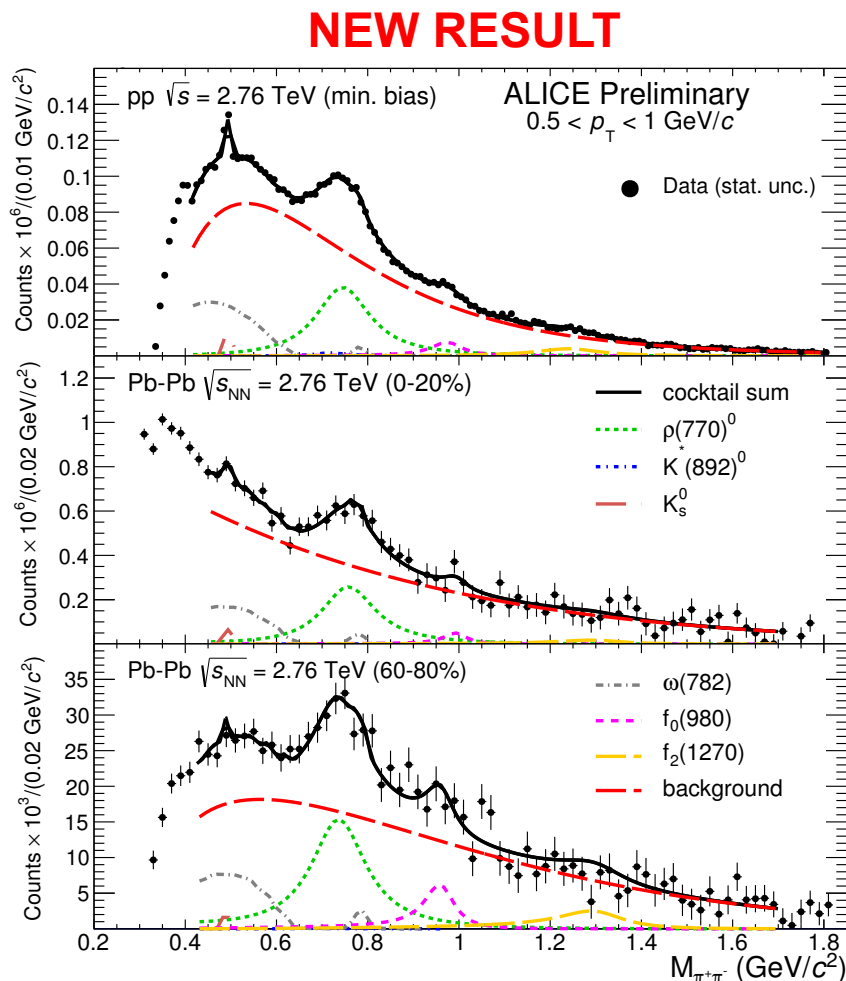 NEW RESULT
pp √s = 2.76 TeV (min. bias)
ALICE Preliminary
0.5 < p_T < 1 GeV/c
Data (stat. unc.)
Counts × 10⁶/(0.01 GeV/c²)
0.14
0.12
0.1
0.08
0.06
0.04
0.02
Pb-Pb √s_NN = 2.76 TeV (0-20%)
cocktail sum
ρ(770)⁰
K*(892)⁰
K⁰_s
Counts × 10⁶/(0.02 GeV/c²)
1.2
1
0.8
0.6
0.4
0.2
Pb-Pb √s_NN = 2.76 TeV (60-80%)
ω(782)
f₀(980)
f₂(1270)
background
Counts × 10³/(0.02 GeV/c²)
35
30
25
20
15
10
5
0.2 0.4 0.6 0.8 1 1.2 1.4 1.6 1.8
M_π⁺π⁻ (GeV/c²)